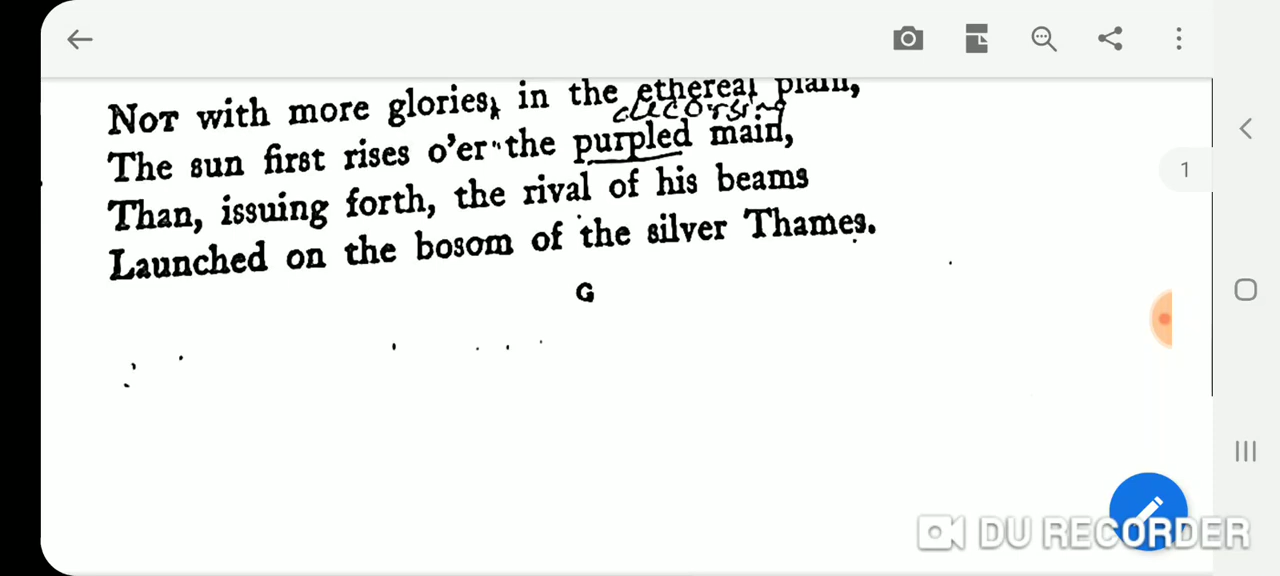 Not with more glories, in the ethereal plain,
The sun first rises o'er the purpled main,
Than, issuing forth, the rival of his beams
Launched on the bosom of the silver Thames.
G
1
DU RECORDER